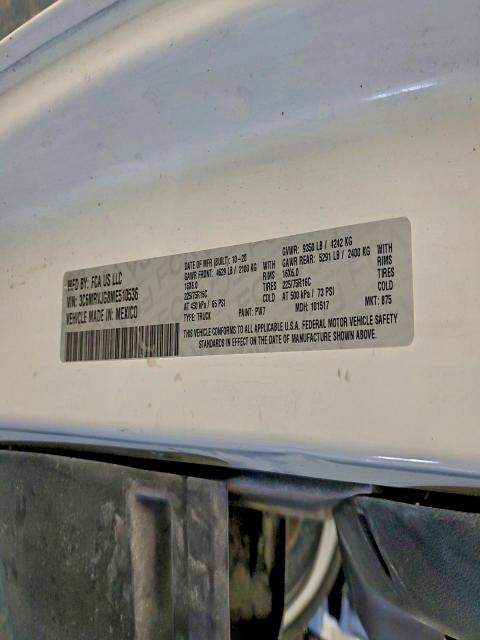 MFD BY: FCA US LLC
VIN: 3C6MRVJG8ME510536
VEHICLE MADE IN: MEXICO
DATE OF MFR (BUILT): 10-20
GAWR FRONT: 4629 LB / 2100 KG WITH
16X6.0 RIMS
225/75R16C TIRES
AT 450 kPa / 65 PSI COLD
TYPE: TRUCK PAINT: PW7
GVWR: 9350 LB / 4242 KG
GAWR REAR: 5291 LB / 2400 KG WITH
16X6.0 RIMS
225/75R16C TIRES
AT 500 kPa / 73 PSI COLD
MDH: 101517 MKT: B75
THIS VEHICLE CONFORMS TO ALL APPLICABLE U.S.A. FEDERAL MOTOR VEHICLE SAFETY
STANDARDS IN EFFECT ON THE DATE OF MANUFACTURE SHOWN ABOVE.